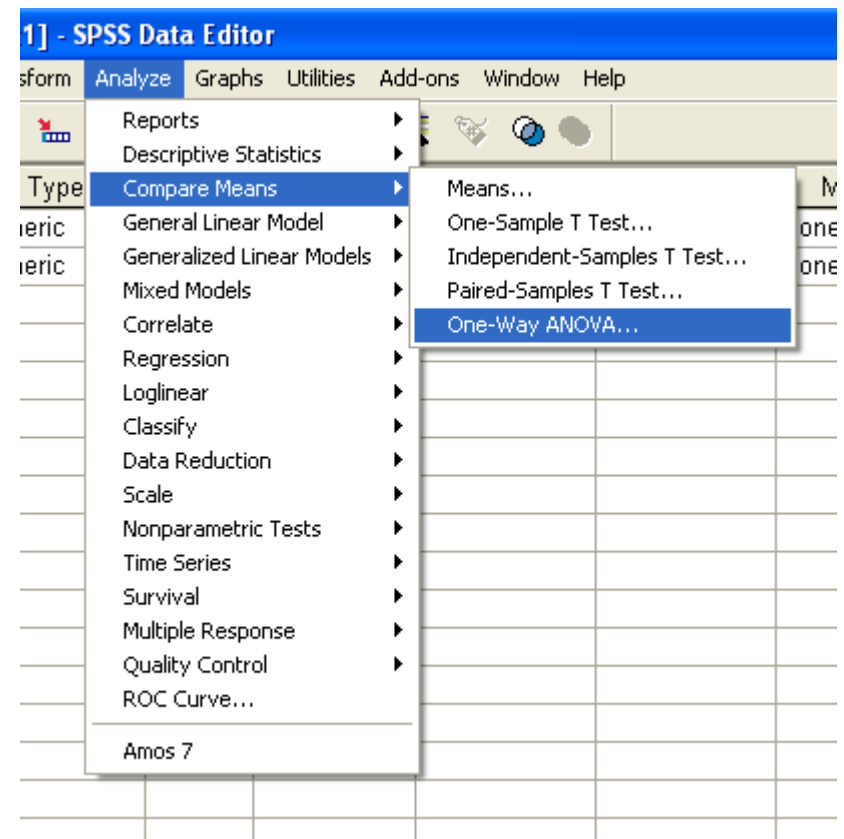 1] - SPSS Data Editor
sform Analyze Graphs Utilities Add-ons Window Help
Type
neric
neric
Reports
Descriptive Statistics
Compare Means
General Linear Model
Generalized Linear Models
Mixed Models
Correlate
Regression
Loglinear
Classify
Data Reduction
Scale
Nonparametric Tests
Time Series
Survival
Multiple Response
Quality Control
ROC Curve...
Amos 7
Means...
One-Sample T Test...
Independent-Samples T Test...
Paired-Samples T Test...
One-Way ANOVA...
M
one
one